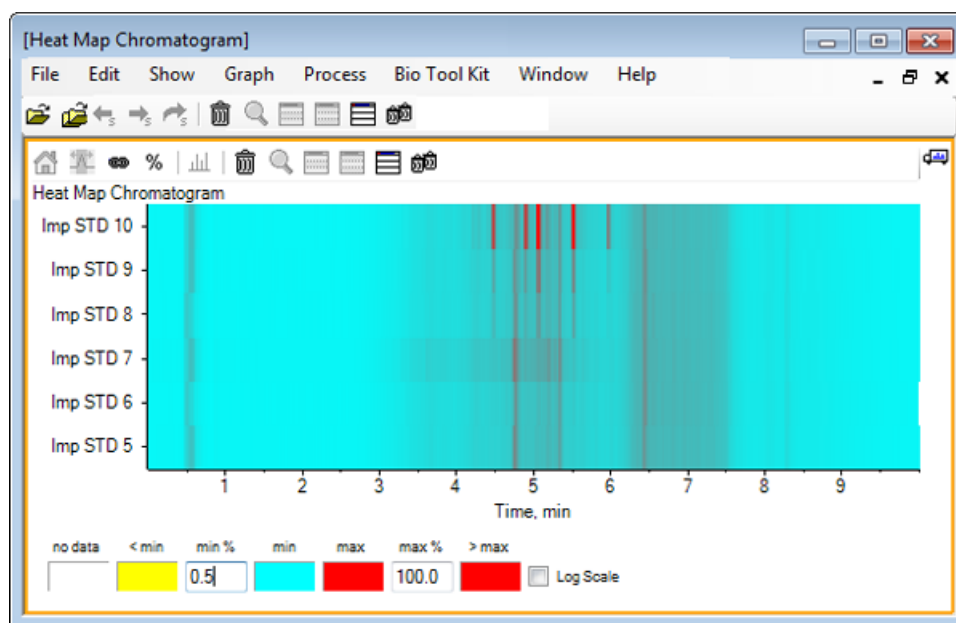 [Heat Map Chromatogram]
File Edit Show Graph Process Bio Tool Kit Window Help
%
Heat Map Chromatogram
Imp STD 10
Imp STD 9
Imp STD 8
Imp STD 7
Imp STD 6
Imp STD 5
1 2 3 4 5 6 7 8 9
Time, min
no data < min min % min max max % > max
0.5 100.0 Log Scale